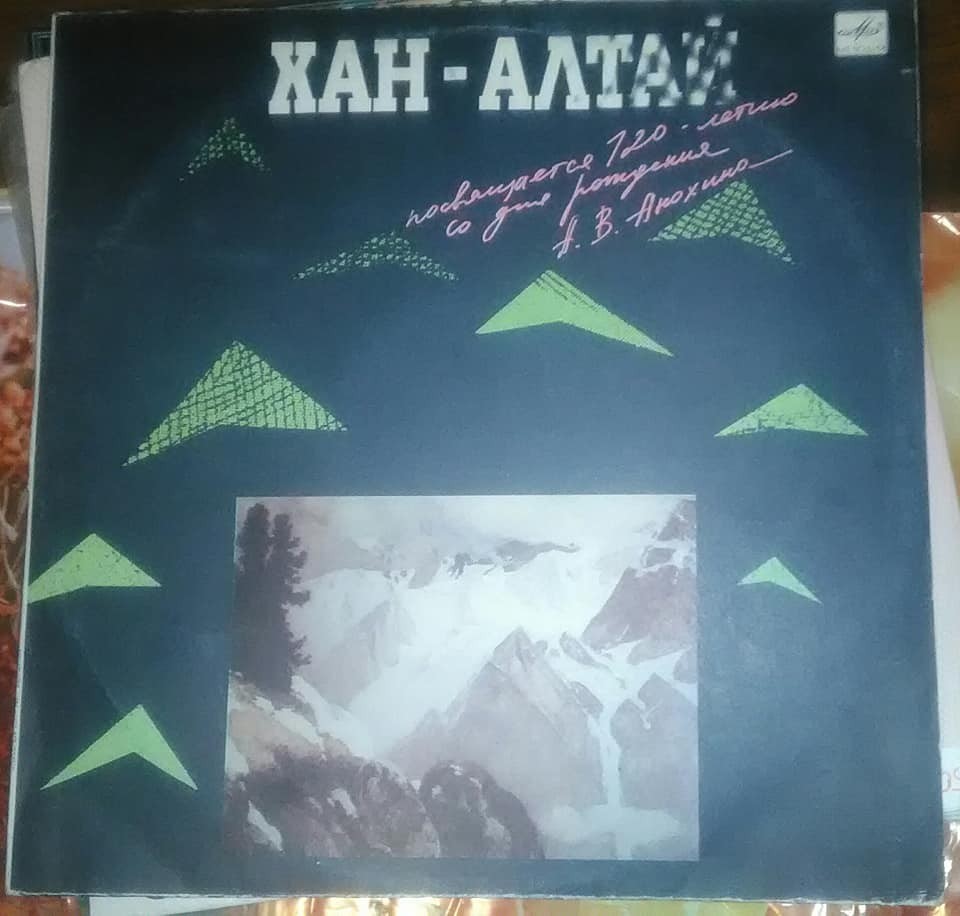 ХАН-АЛТАЙ
посвящается 120-летию
со дня рождения
А. В. Анохина